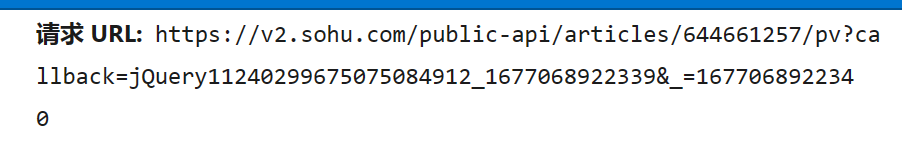 请求 URL: https://v2.sohu.com/public-api/articles/644661257/pv?ca
llback=jQuery11240299675075084912_1677068922339&_=167706892234
0